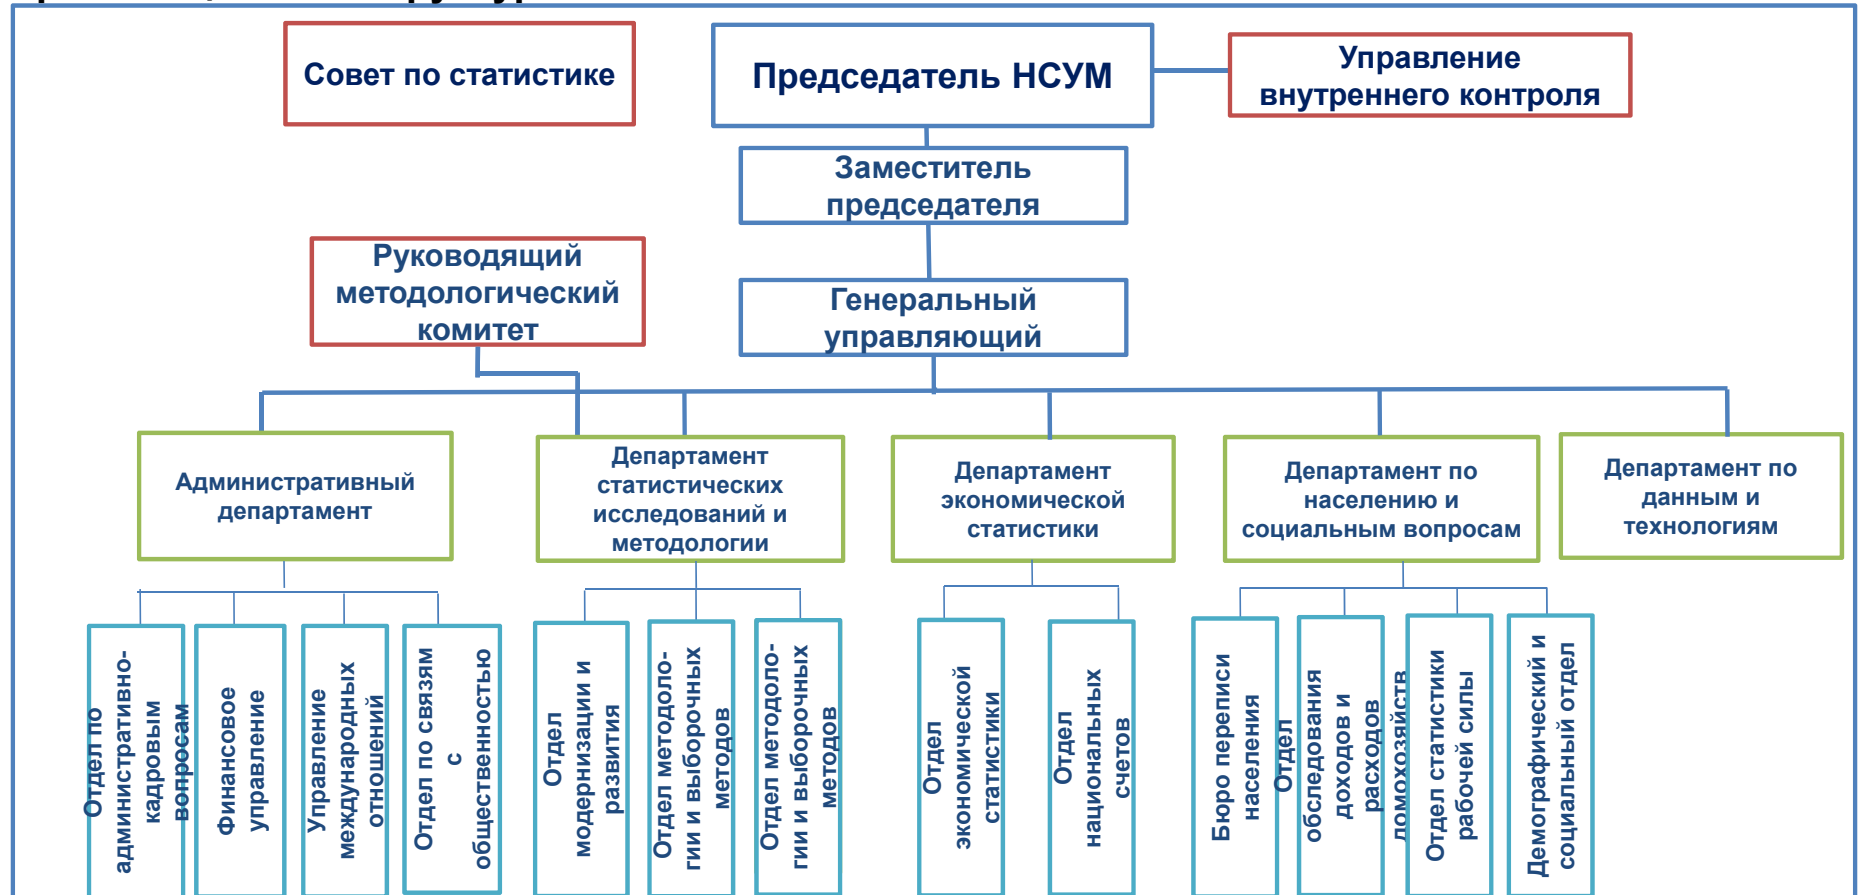 Совет по статистике
Председатель НСУМ
Управление
внутреннего контроля
Заместитель
председателя
Руководящий
методологический
комитет
Генеральный
управляющий
Административный
департамент
Департамент
статистических
исследований и
методологии
Департамент
экономической
статистики
Департамент по
населению и
социальным вопросам
Департамент по
данным и
технологиям
Отдел по
административно-
кадровым
вопросам
Финансовое
управление
Управление
международных
отношений
Отдел по связям
с
общественностью
Отдел
модернизации и
развития
Отдел методоло-
гии и выборочных
методов
Отдел методоло-
гии и выборочных
методов
Отдел
экономической
статистики
Отдел
национальных
счетов
Бюро переписи
населения
Отдел
обследования
доходов и
расходов
домохозяйств
Отдел статистики
рабочей силы
Демографический и
социальный отдел